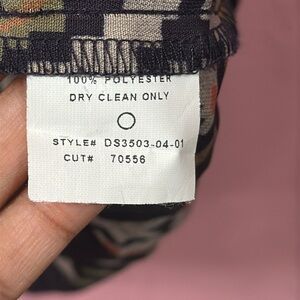 100% POLYESTER
DRY CLEAN ONLY
STYLE# DS3503-04-01
CUT# 70556